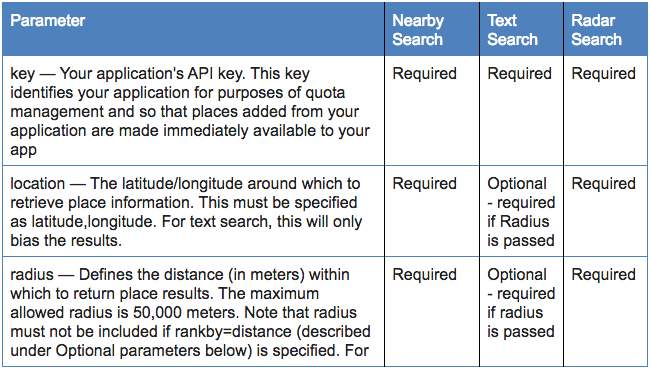 Parameter
Nearby Search
Text Search
Radar Search
key — Your application's API key. This key
identifies your application for purposes of quota
management and so that places added from your
application are made immediately available to your
app
Required
Required
Required
location — The latitude/longitude around which to
retrieve place information. This must be specified
as latitude,longitude. For text search, this will only
bias the results.
Required
Optional
- required
if Radius
is passed
Required
radius — Defines the distance (in meters) within
which to return place results. The maximum
allowed radius is 50,000 meters. Note that radius
must not be included if rankby=distance (described
under Optional parameters below) is specified. For
Required
Optional
- required
if radius
is passed
Required